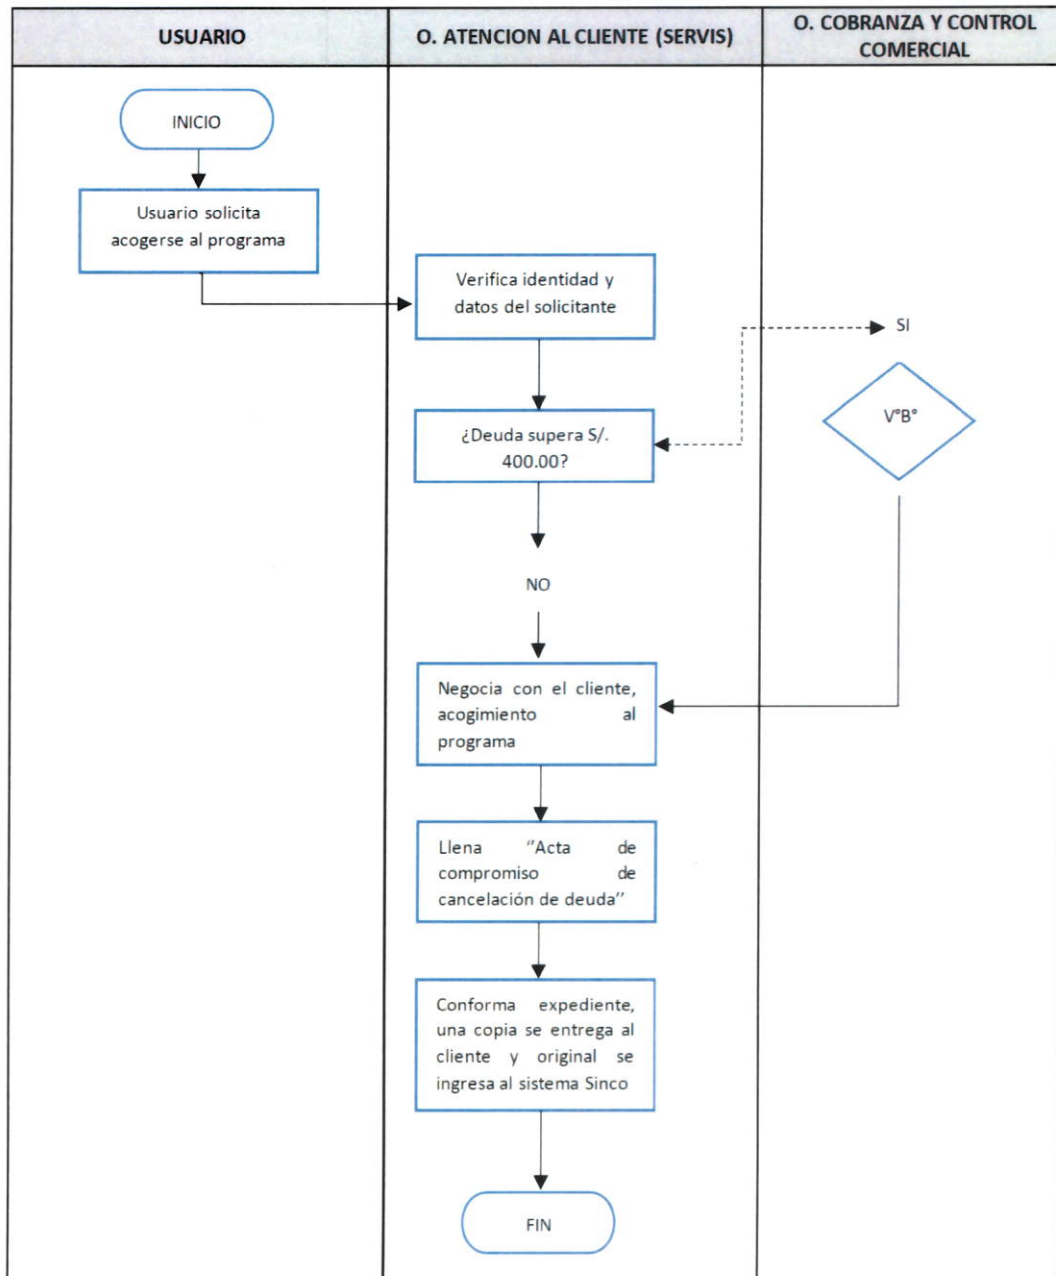 USUARIO
O. ATENCION AL CLIENTE (SERVIS)
O. COBRANZA Y CONTROL
COMERCIAL
INICIO
Usuario solicita
acogerse al programa
Verifica identidad y
datos del solicitante
SI
V°B°
¿Deuda supera S/.
400.00?
NO
Negocia con el cliente,
acogimiento al
programa
Llena “Acta de
compromiso de
cancelación de deuda”
Conforma expediente,
una copia se entrega al
cliente y original se
ingresa al sistema Sinco
FIN